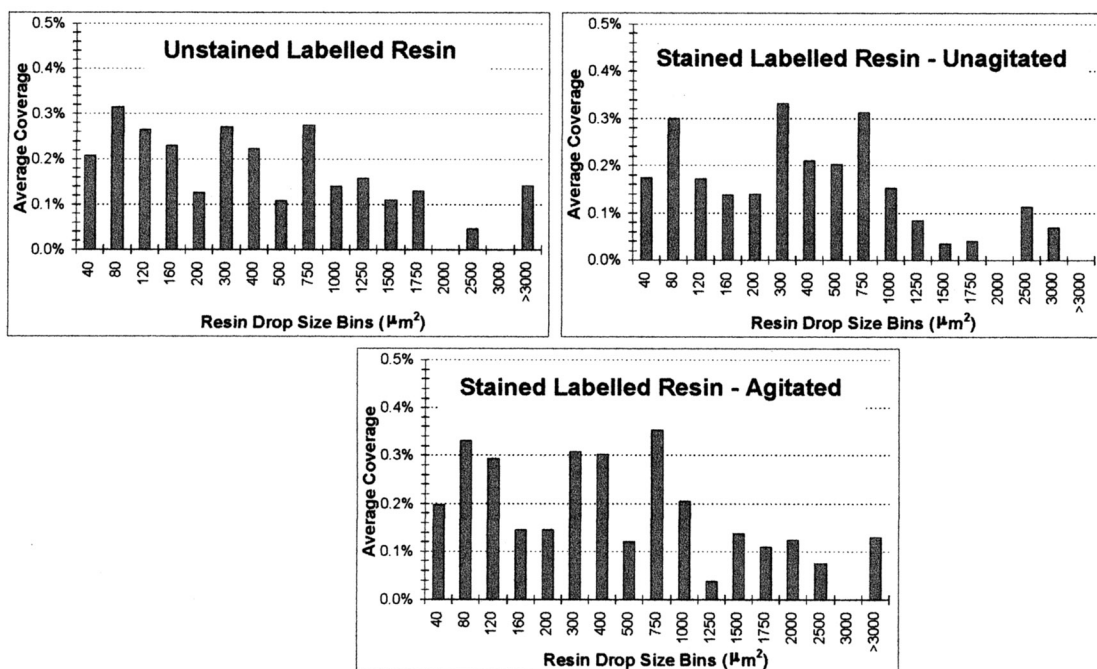 Unstained Labelled Resin
Average Coverage
0.5%
0.4%
0.3%
0.2%
0.1%
0.0%
40 80 120 160 200 300 400 500 750 1000 1250 1500 1750 2000 2500 3000 >3000
Resin Drop Size Bins (μm²)
Stained Labelled Resin - Unagitated
Average Coverage
0.5%
0.4%
0.3%
0.2%
0.1%
0.0%
40 80 120 160 200 300 400 500 750 1000 1250 1500 1750 2000 2500 3000 >3000
Resin Drop Size Bins (μm²)
Stained Labelled Resin - Agitated
Average Coverage
0.5%
0.4%
0.3%
0.2%
0.1%
0.0%
40 80 120 160 200 300 400 500 750 1000 1250 1500 1750 2000 2500 3000 >3000
Resin Drop Size Bins (μm²)